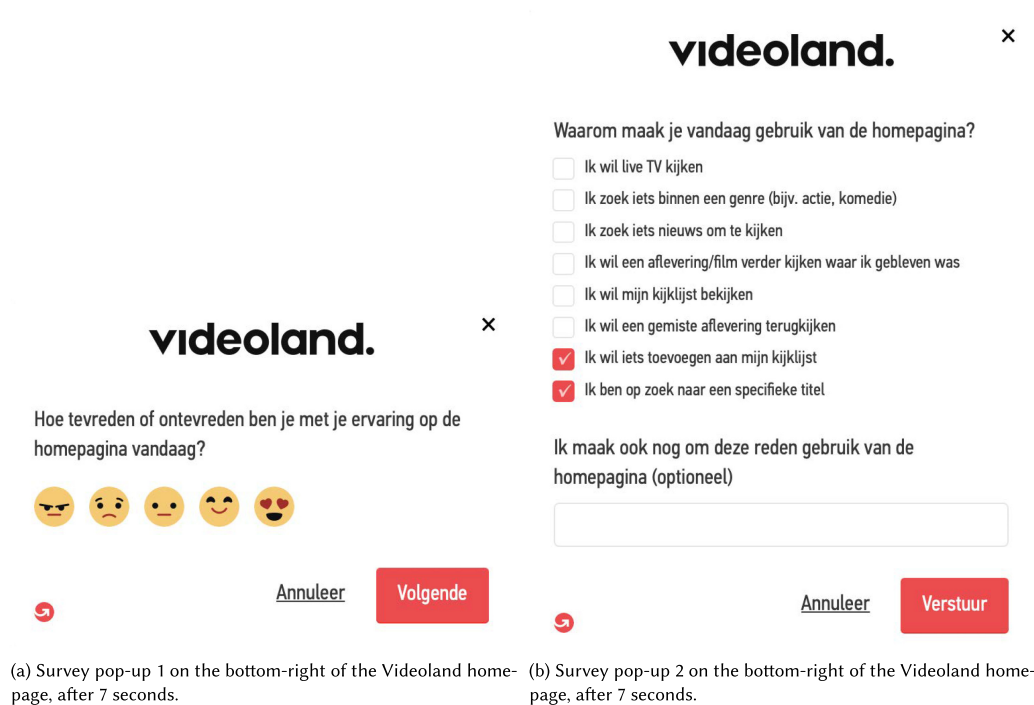 videoland.
Hoe tevreden of ontevreden ben je met je ervaring op de
homepagina vandaag?
Annuleer
Volgende
(a) Survey pop-up 1 on the bottom-right of the Videoland home-
page, after 7 seconds.
videoland.
Waarom maak je vandaag gebruik van de homepagina?
Ik wil live TV kijken
Ik zoek iets binnen een genre (bijv. actie, komedie)
Ik zoek iets nieuws om te kijken
Ik wil een aflevering/film verder kijken waar ik gebleven was
Ik wil mijn kijklijst bekijken
Ik wil een gemiste aflevering terugkijken
Ik wil iets toevoegen aan mijn kijklijst
Ik ben op zoek naar een specifieke titel
Ik maak ook nog om deze reden gebruik van de
homepagina (optioneel)
Annuleer
Verstuur
(b) Survey pop-up 2 on the bottom-right of the Videoland home-
page, after 7 seconds.